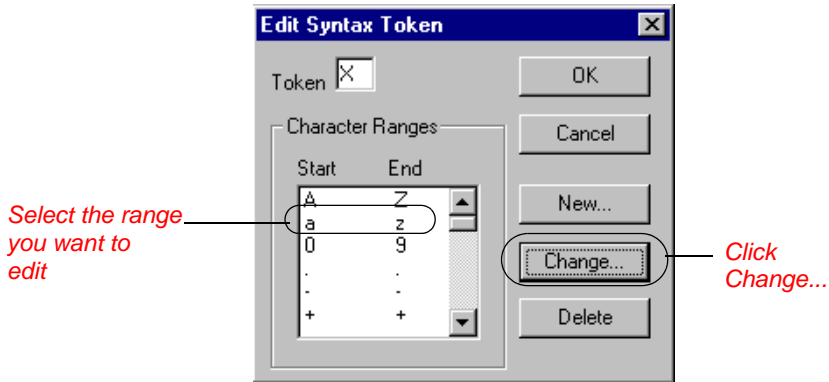 Edit Syntax Token
Token X
OK
Character Ranges
Cancel
Start End
A Z
a z
0 9
. .
- -
+ +
New...
Change...
Delete
Select the range
you want to
edit
Click
Change...